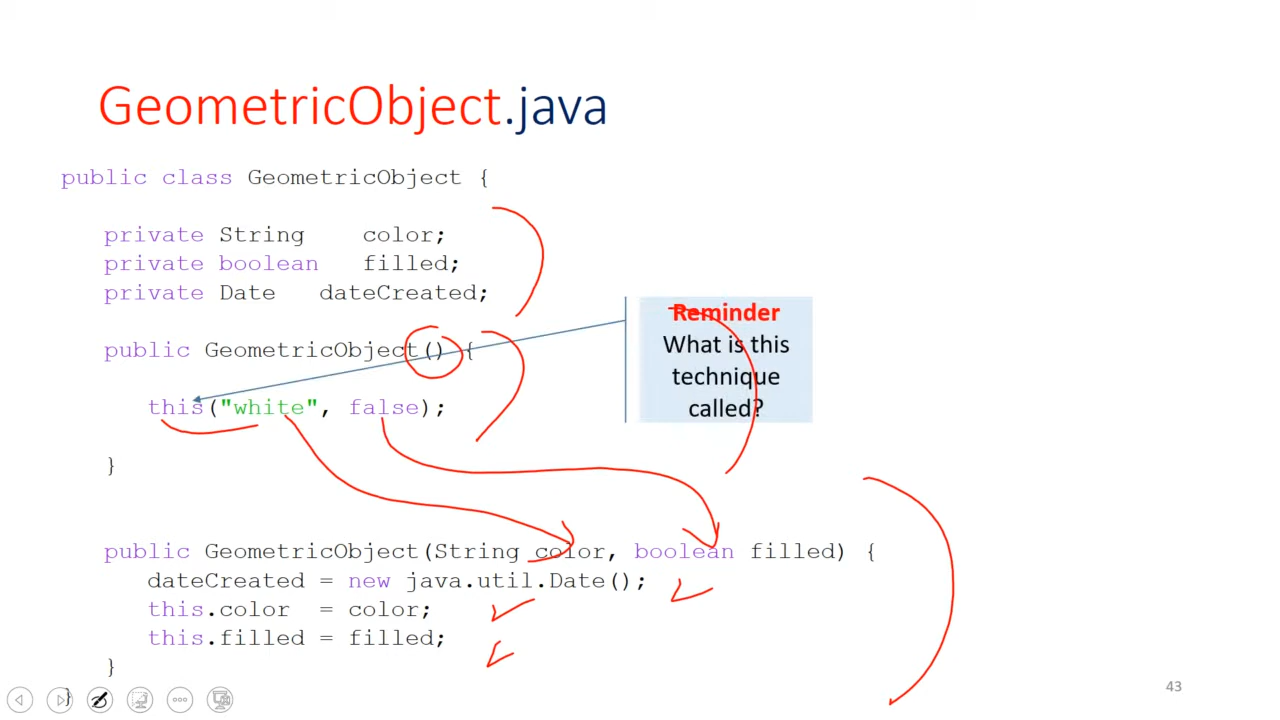 GeometricObject.java
public class GeometricObject {
private String color;
private boolean filled;
private Date dateCreated;
public GeometricObject() {
this("white", false);
}
Reminder
What is this
technique
called?
public GeometricObject(String color, boolean filled) {
dateCreated = new java.util.Date();
this.color = color;
this.filled = filled;
}
}
43